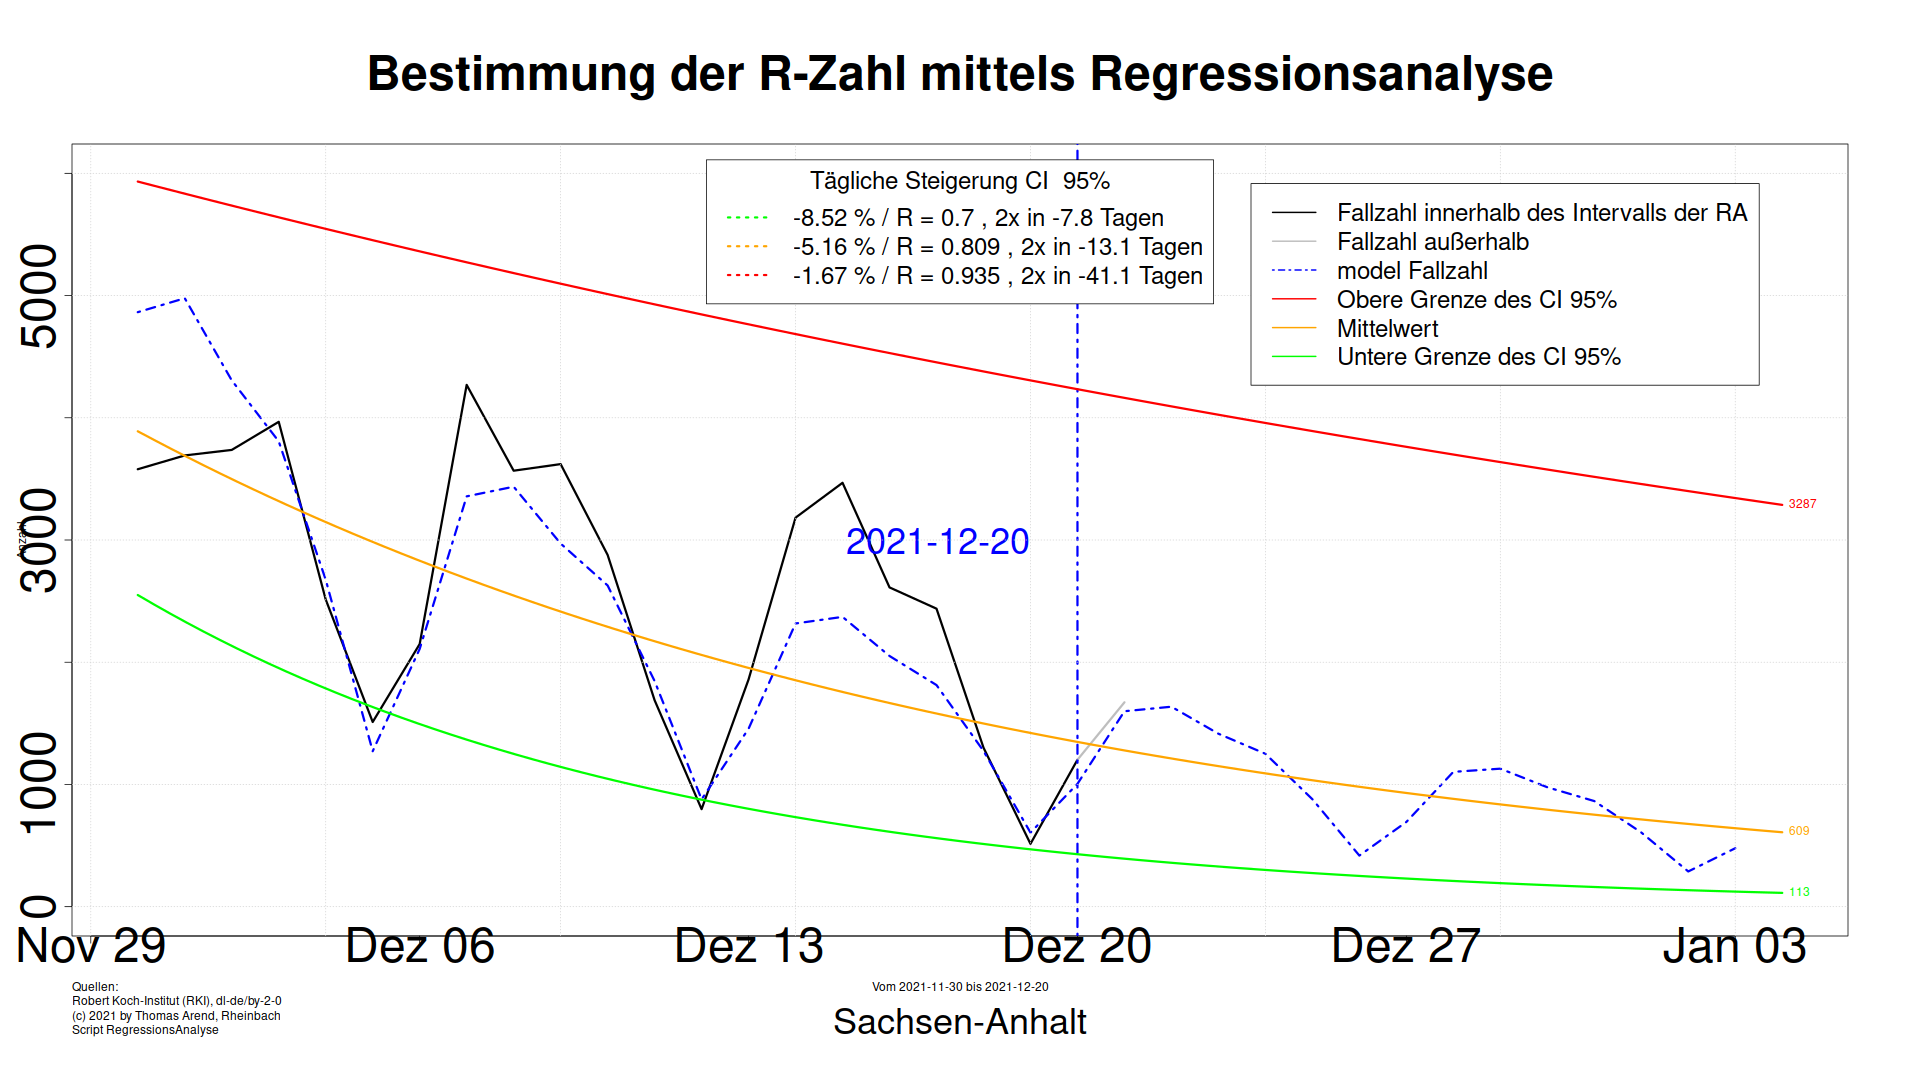 Bestimmung der R-Zahl mittels Regressionsanalyse
Tägliche Steigerung CI  95%
-8.52 % / R = 0.7 , 2x in -7.8 Tagen
-5.16 % / R = 0.809 , 2x in -13.1 Tagen
-1.67 % / R = 0.935 , 2x in -41.1 Tagen
Fallzahl innerhalb des Intervalls der RA
Fallzahl außerhalb
model Fallzahl
Obere Grenze des CI 95%
Mittelwert
Untere Grenze des CI 95%
5000
3000
1000
0
Anzahl
2021-12-20
3287
609
113
Nov 29
Dez 06
Dez 13
Dez 20
Dez 27
Jan 03
Quellen:
Robert Koch-Institut (RKI), dl-de/by-2-0
(c) 2021 by Thomas Arend, Rheinbach
Script RegressionsAnalyse
Vom 2021-11-30 bis 2021-12-20
Sachsen-Anhalt